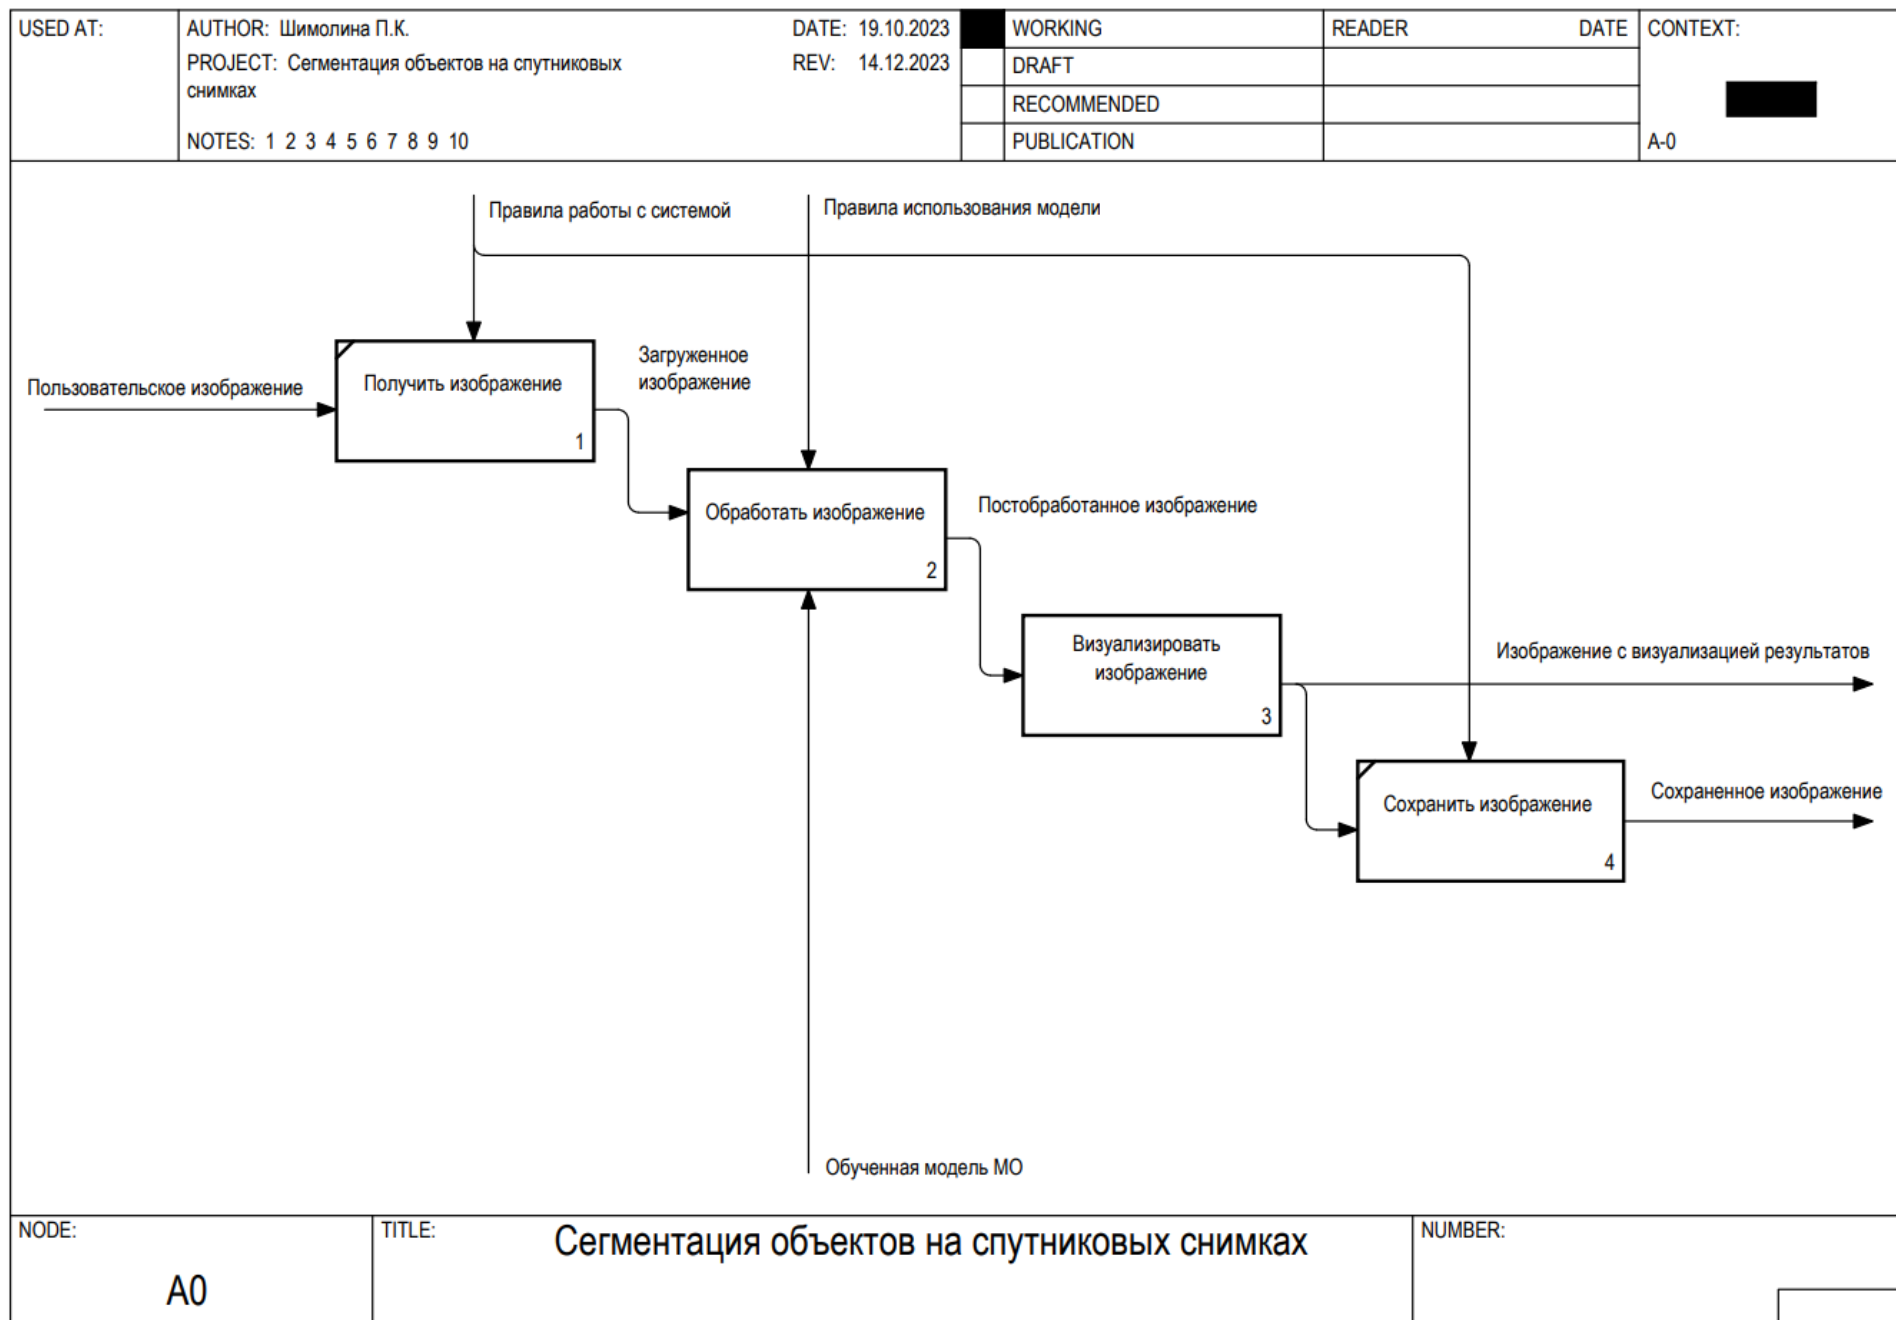 USED AT:
AUTHOR: Шимолина П.К.
DATE: 19.10.2023
PROJECT: Сегментация объектов на спутниковых
снимках
REV: 14.12.2023
NOTES: 1 2 3 4 5 6 7 8 9 10
WORKING
DRAFT
RECOMMENDED
PUBLICATION
READER DATE
CONTEXT:
A-0
Правила работы с системой
Правила использования модели
Пользовательское изображение
Получить изображение
1
Загруженное
изображение
Обработать изображение
2
Постобработанное изображение
Визуализировать
изображение
3
Изображение с визуализацией результатов
Сохранить изображение
4
Сохраненное изображение
Обученная модель МО
NODE:
A0
TITLE:
Сегментация объектов на спутниковых снимках
NUMBER: